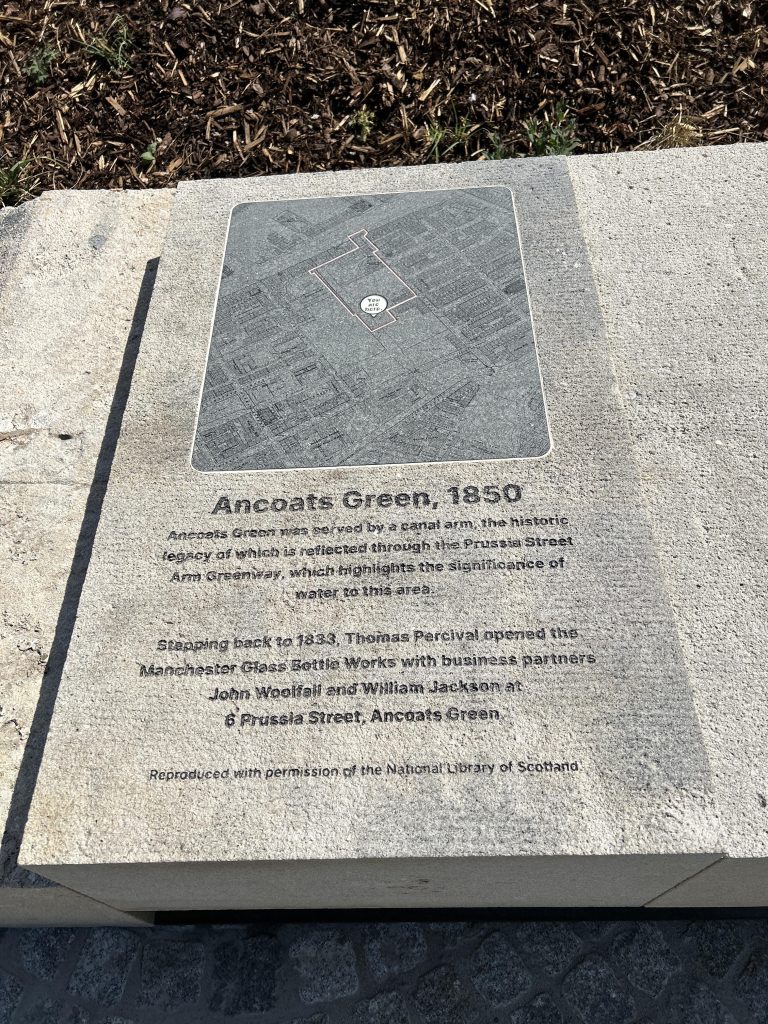 You
are
here
Ancoats Green, 1850
Ancoats Green was served by a canal arm, the historic
legacy of which is reflected through the Prussia Street
Arm Greenway, which highlights the significance of
water to this area.
Stepping back to 1833, Thomas Percival opened the
Manchester Glass Bottle Works with business partners
John Woolfall and William Jackson at
6 Prussia Street, Ancoats Green.
Reproduced with permission of the National Library of Scotland.